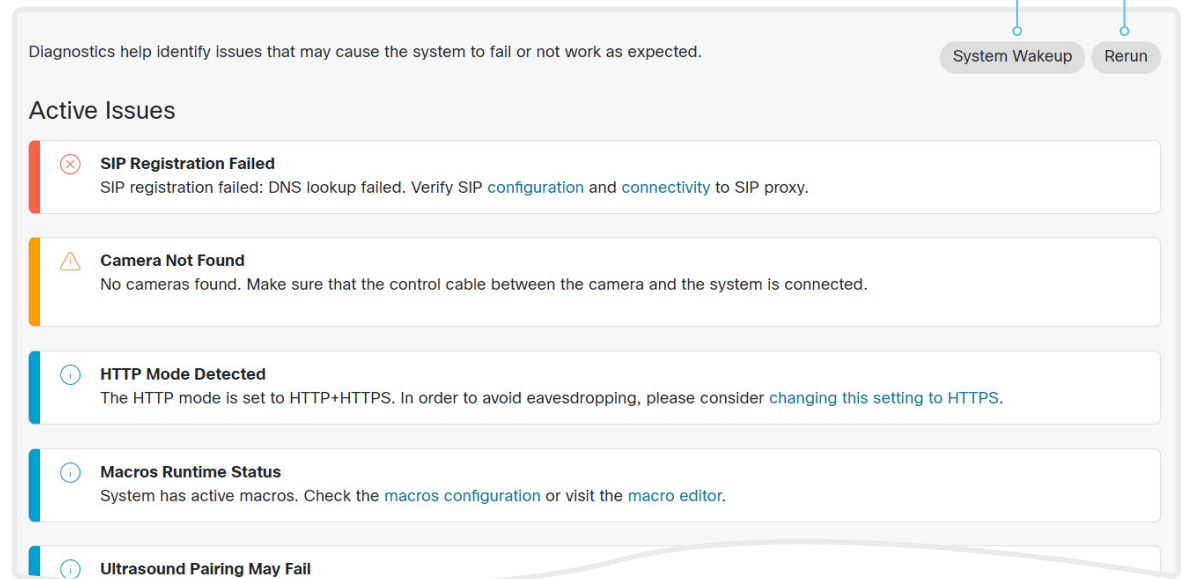 Diagnostics help identify issues that may cause the system to fail or not work as expected.
System Wakeup
Rerun
Active Issues
SIP Registration Failed
SIP registration failed: DNS lookup failed. Verify SIP configuration and connectivity to SIP proxy.
Camera Not Found
No cameras found. Make sure that the control cable between the camera and the system is connected.
HTTP Mode Detected
The HTTP mode is set to HTTP+HTTPS. In order to avoid eavesdropping, please consider changing this setting to HTTPS.
Macros Runtime Status
System has active macros. Check the macros configuration or visit the macro editor.
Ultrasound Pairing May Fail